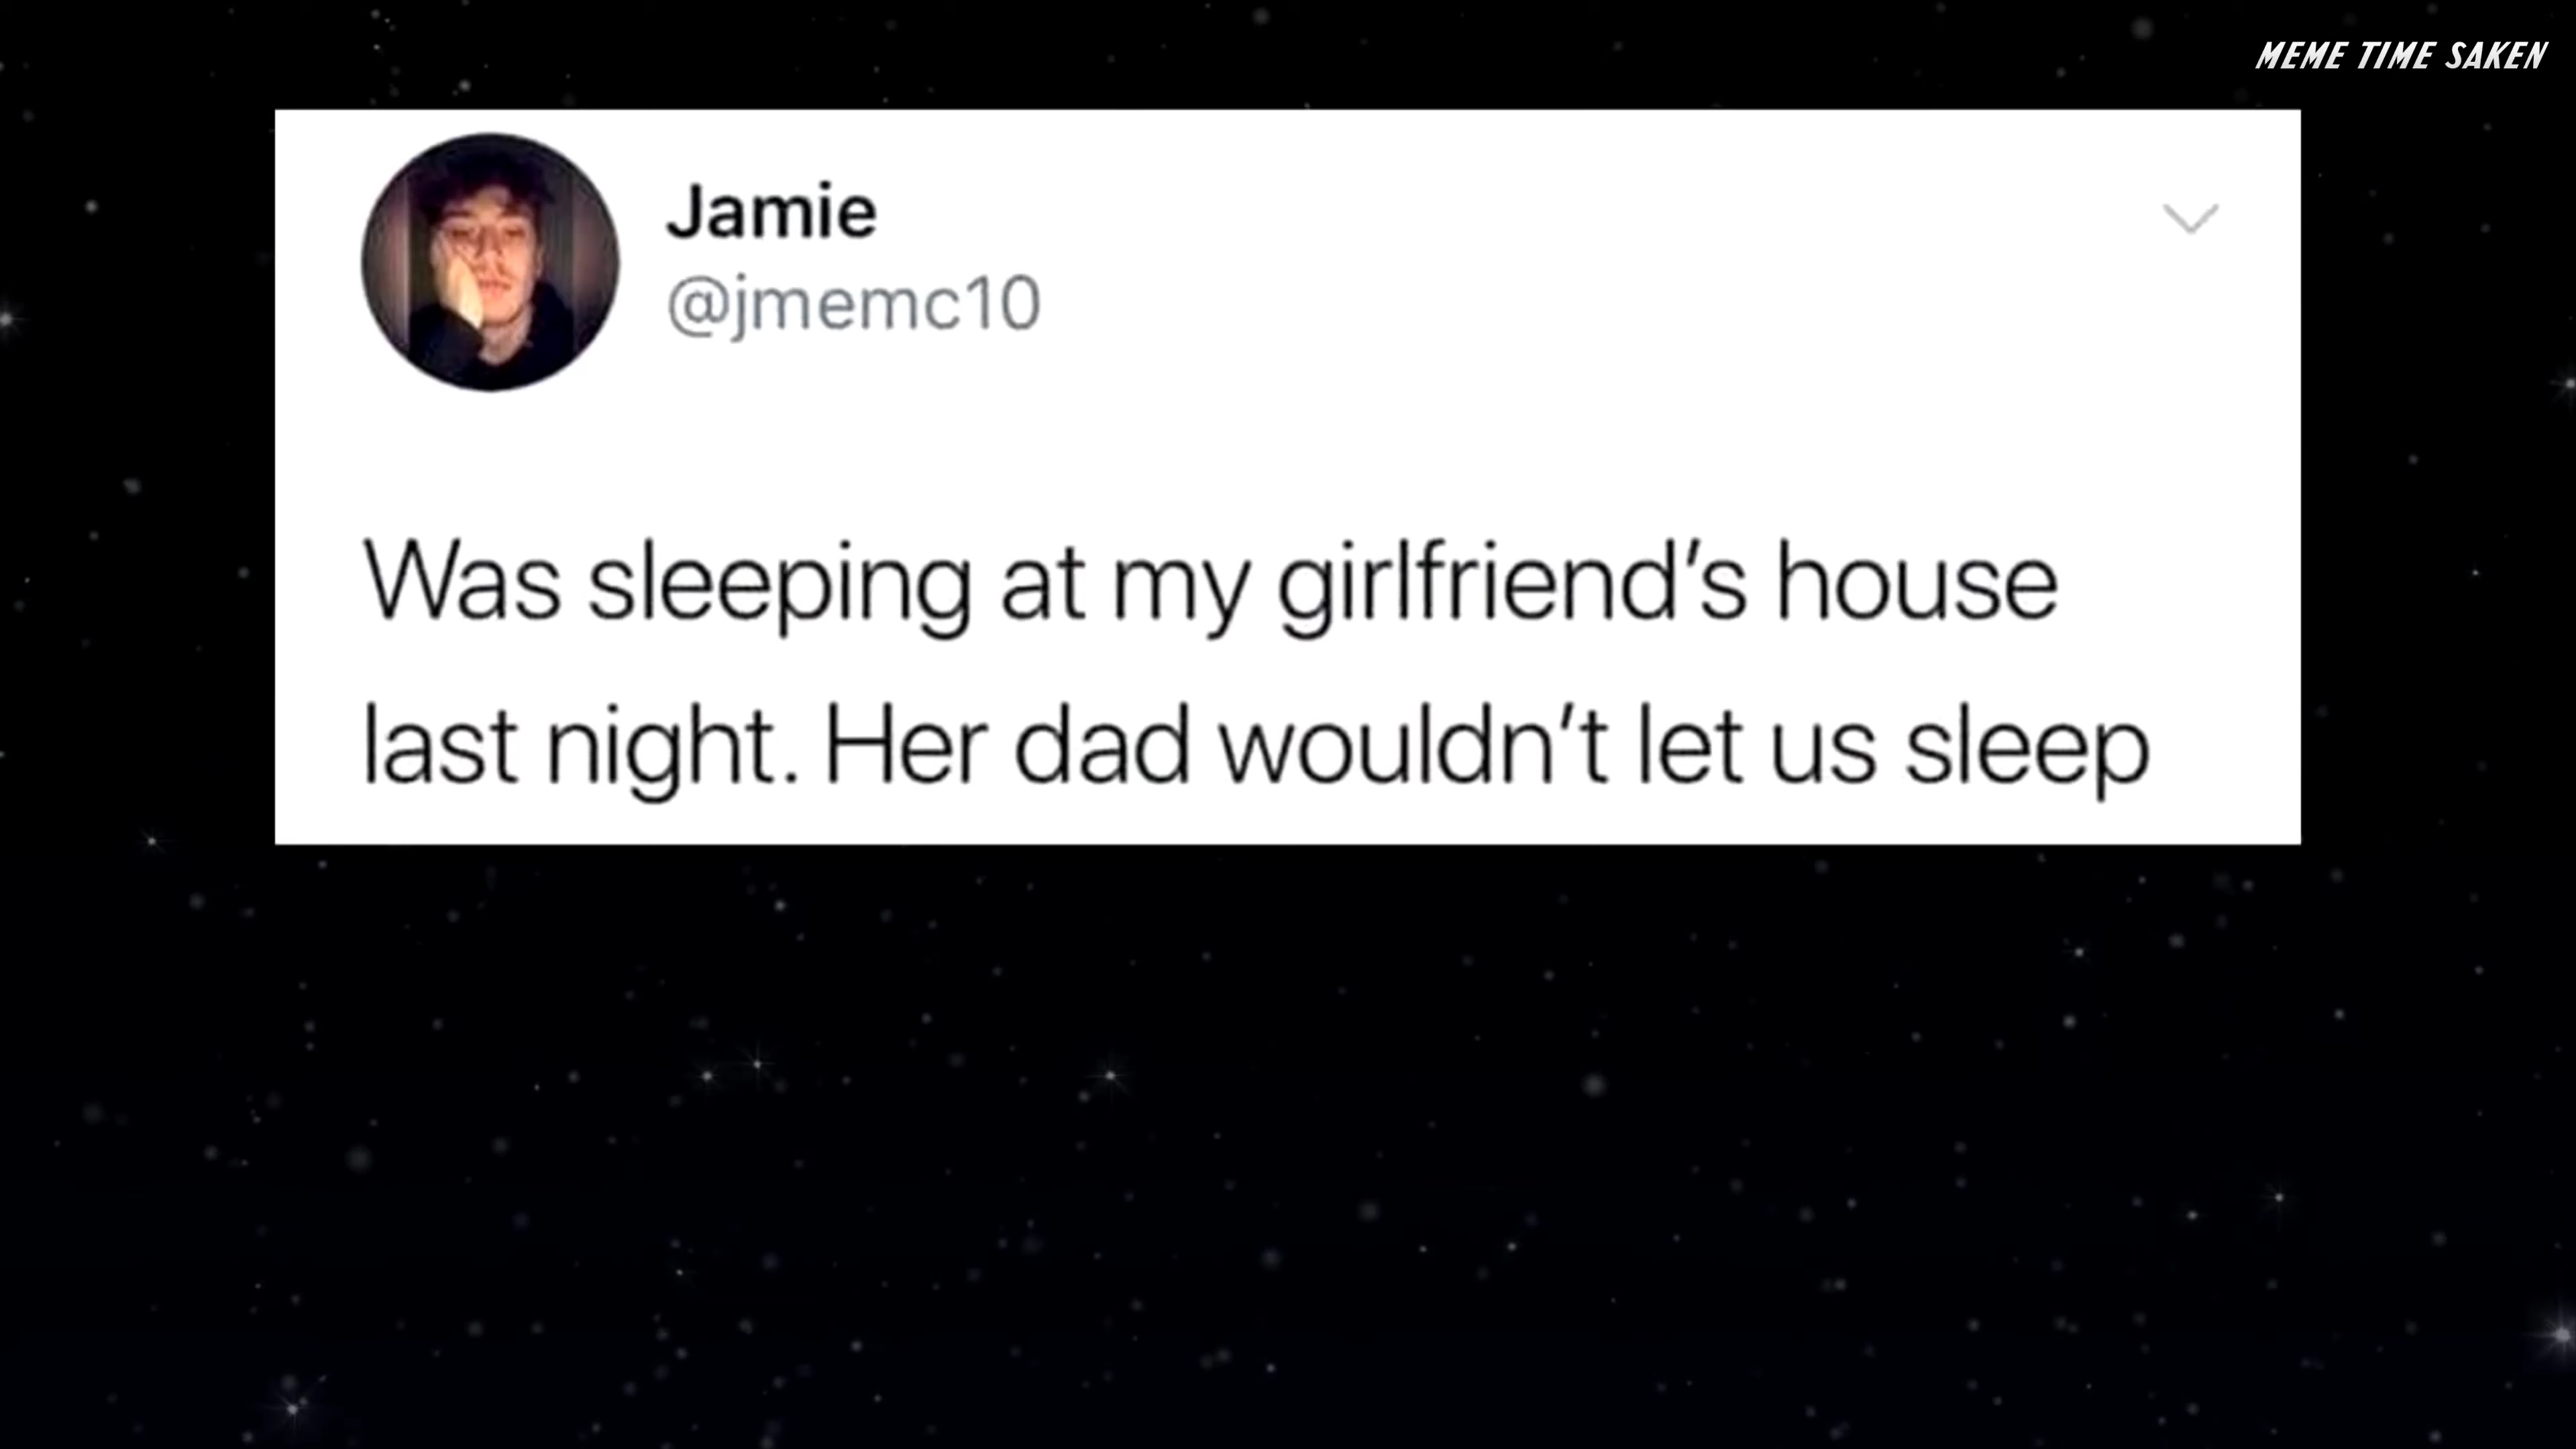 MEME TIME SAKEN
Jamie
@jmemc10
Was sleeping at my girlfriend’s house
last night. Her dad wouldn’t let us sleep